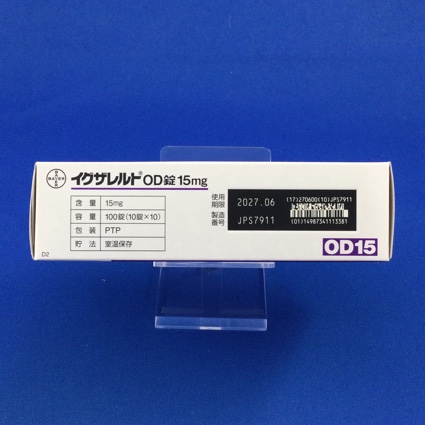 BAYER
イグザレルト® OD錠 15mg
含 量 15mg
容 量 100錠(10錠×10)
包 装 PTP
貯 法 室温保存
使用期限 2027.06
製造番号 JPS7911
(17)270600(10)JPS7911
(01)14987341113381
OD15
D2